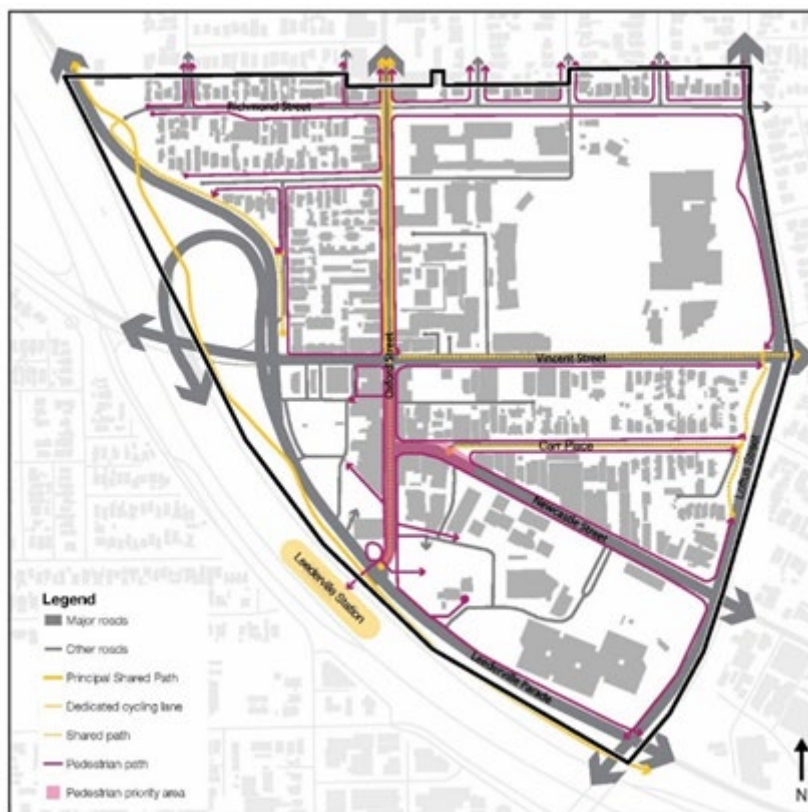 Richmond Street
Oxford Street
Vincent Street
Carr Place
Loftus Street
Newcastle Street
Leederville Station
Leederville Parade
Legend
Major roads
Other roads
Principal Shared Path
Dedicated cycling lane
Shared path
Pedestrian path
Pedestrian priority area
N